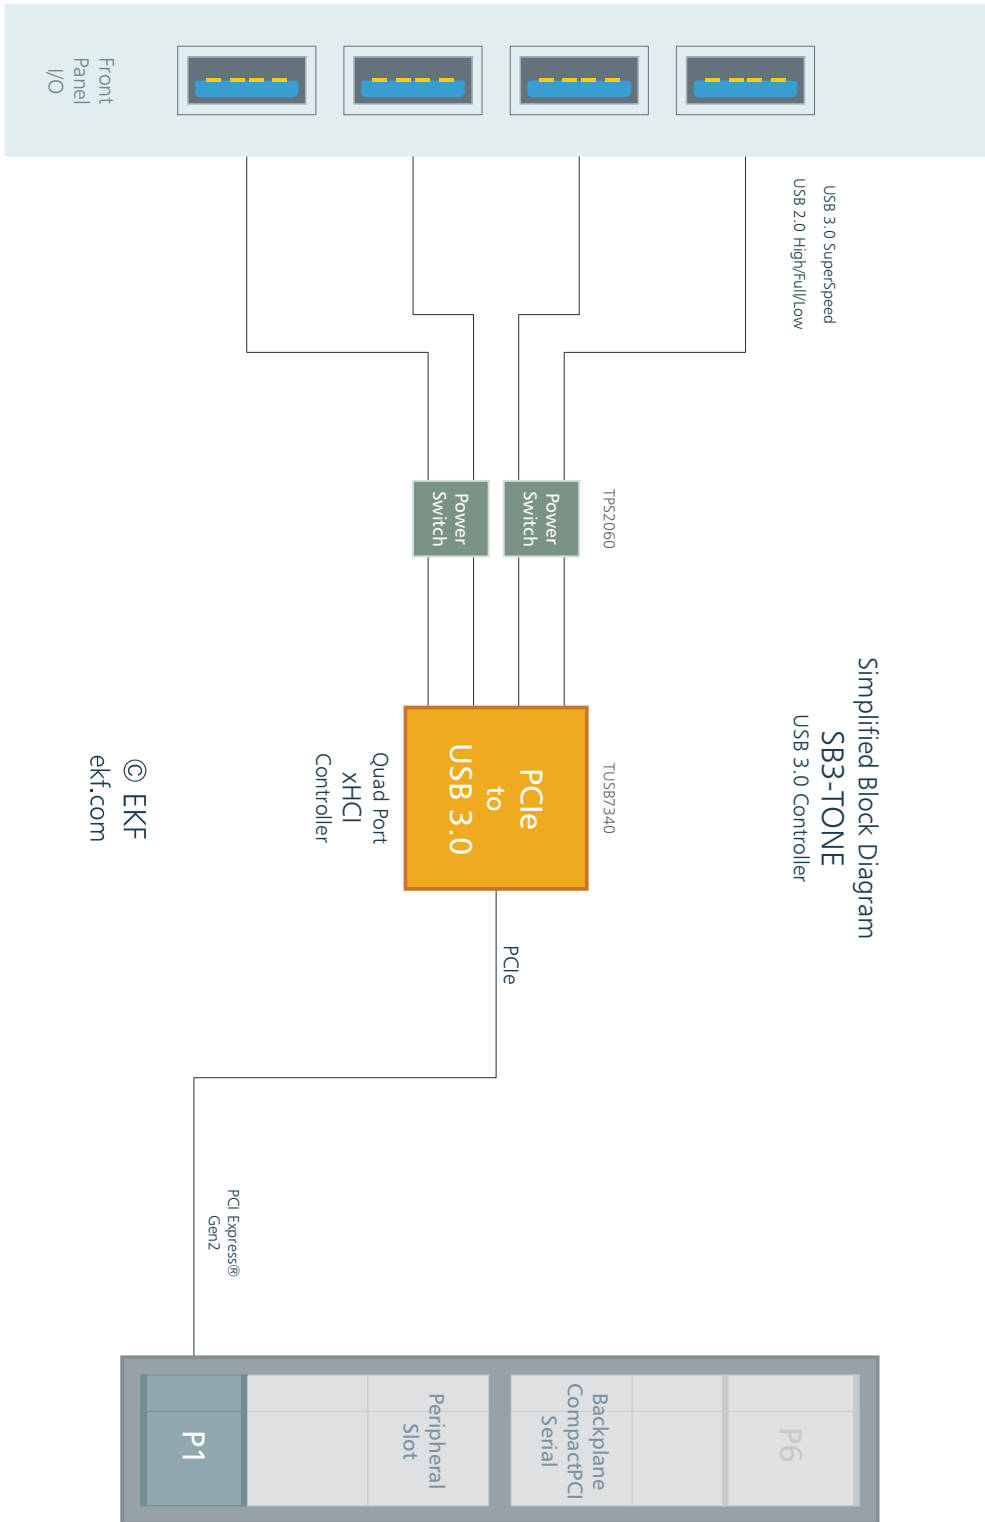 Simplified Block Diagram
SB3-TONE
USB 3.0 Controller
USB 3.0 SuperSpeed
USB 2.0 High/Full/Low
Front
Panel
I/O
TPS2060
Power
Switch
Power
Switch
TUSB7340
PCIe
to
USB 3.0
Quad Port
xHCI
Controller
PCIe
PCI Express®
Gen2
P6
Backplane
CompactPCI
Serial
Peripheral
Slot
P1
© EKF
ekf.com